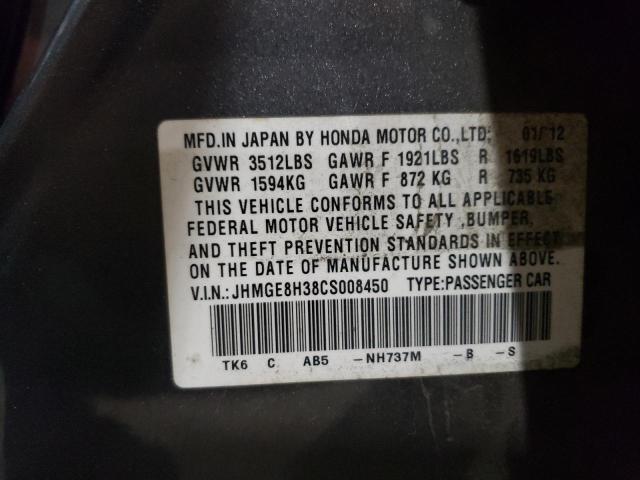 MFD.IN JAPAN BY HONDA MOTOR CO.,LTD; 01/12
GVWR 3512LBS GAWR F 1921LBS R 1619LBS
GVWR 1594KG GAWR F 872 KG R 735 KG
THIS VEHICLE CONFORMS TO ALL APPLICABLE
FEDERAL MOTOR VEHICLE SAFETY ,BUMPER,
AND THEFT PREVENTION STANDARDS IN EFFECT
ON THE DATE OF MANUFACTURE SHOWN ABOVE.
V.I.N.:JHMGE8H38CS008450 TYPE:PASSENGER CAR
TK6 C AB5 -NH737M -B -S